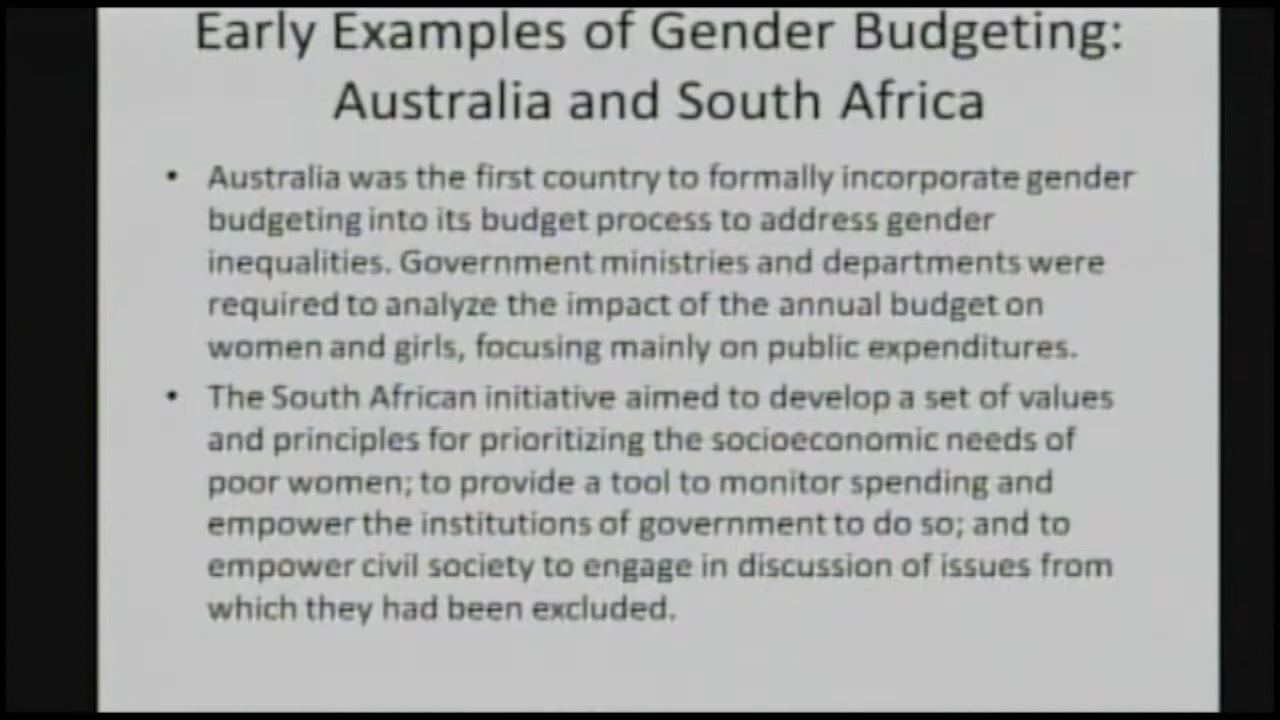 Early Examples of Gender Budgeting:
Australia and South Africa
• Australia was the first country to formally incorporate gender
budgeting into its budget process to address gender
inequalities. Government ministries and departments were
required to analyze the impact of the annual budget on
women and girls, focusing mainly on public expenditures.
• The South African initiative aimed to develop a set of values
and principles for prioritizing the socioeconomic needs of
poor women; to provide a tool to monitor spending and
empower the institutions of government to do so; and to
empower civil society to engage in discussion of issues from
which they had been excluded.